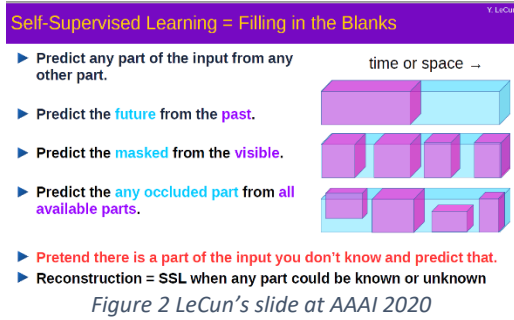 Y. LeCun
Self-Supervised Learning = Filling in the Blanks
▶ Predict any part of the input from any
other part.
time or space →
▶ Predict the future from the past.
▶ Predict the masked from the visible.
▶ Predict the any occluded part from all
available parts.
▶ Pretend there is a part of the input you don't know and predict that.
▶ Reconstruction = SSL when any part could be known or unknown
Figure 2 LeCun's slide at AAAI 2020